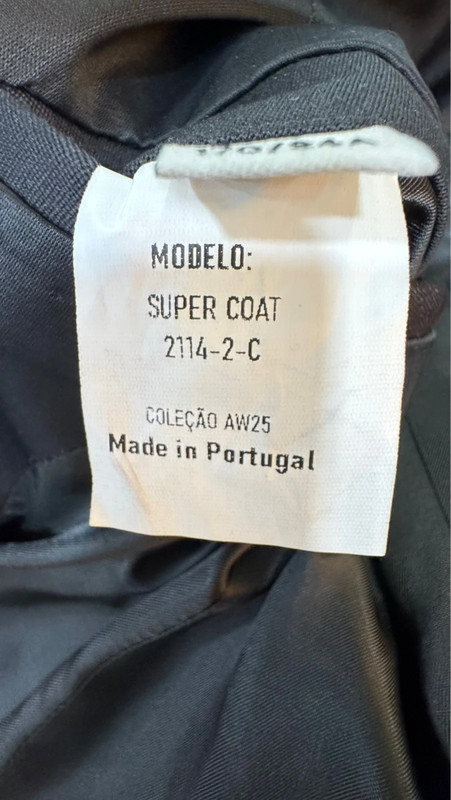 MODELO:
SUPER COAT
2114-2-C
COLEÇÃO AW25
Made in Portugal